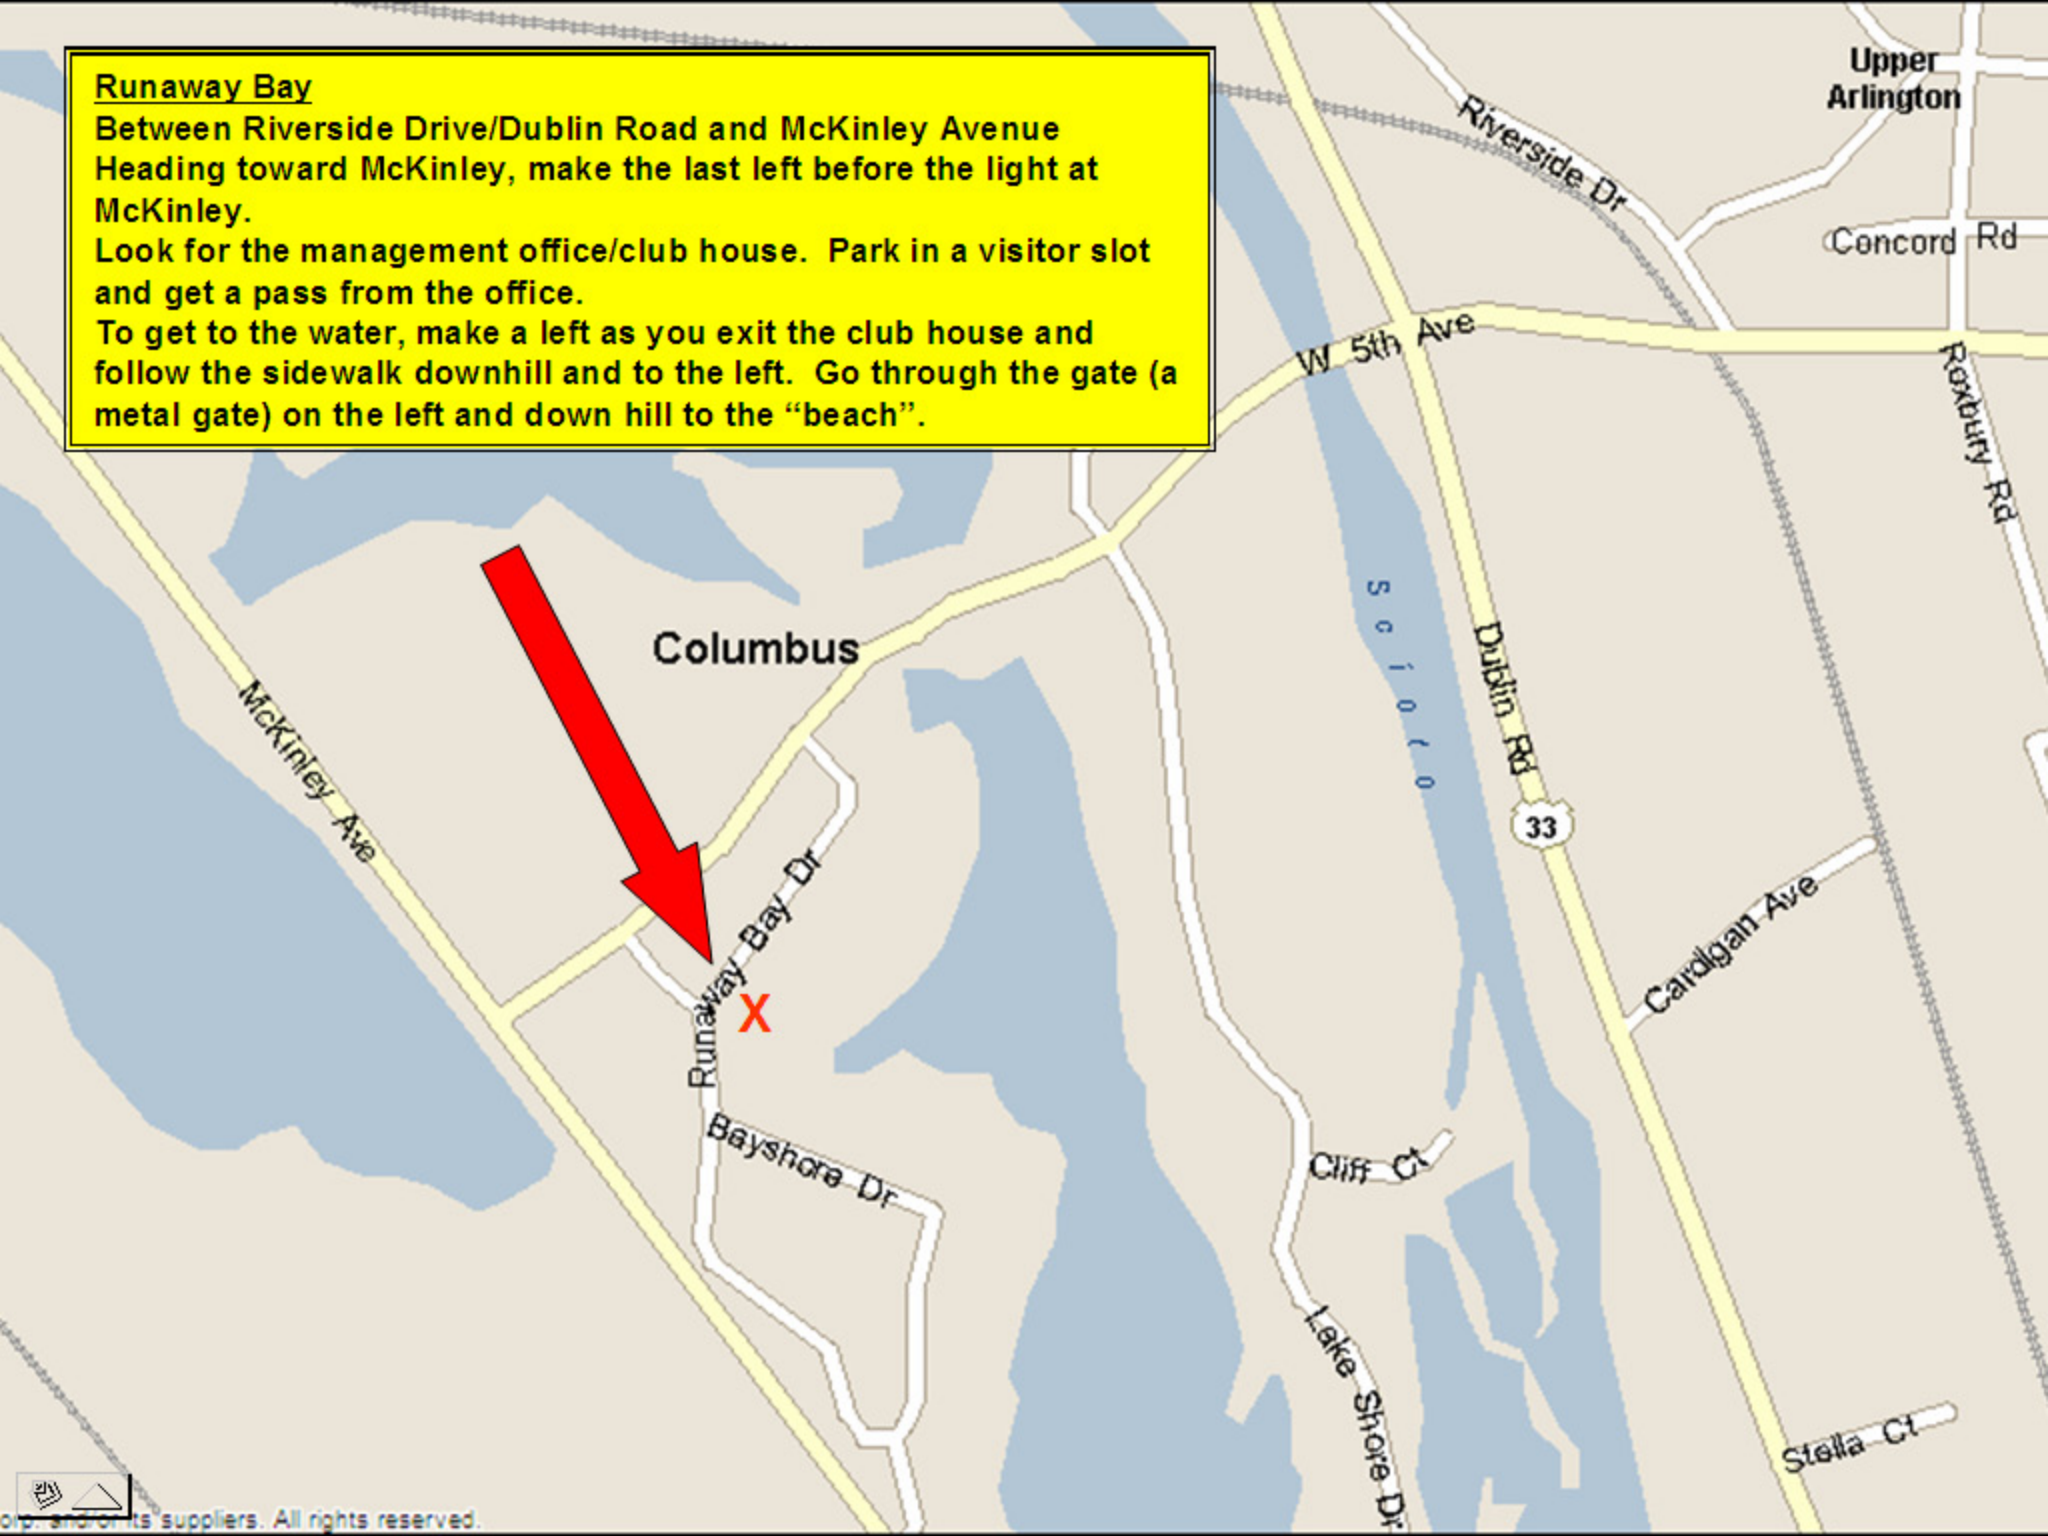 Runaway Bay
Between Riverside Drive/Dublin Road and McKinley Avenue
Heading toward McKinley, make the last left before the light at
McKinley.
Look for the management office/club house.  Park in a visitor slot
and get a pass from the office.
To get to the water, make a left as you exit the club house and
follow the sidewalk downhill and to the left.  Go through the gate (a
metal gate) on the left and down hill to the “beach”.
Upper
Arlington
Riverside Dr
Concord Rd
W 5th Ave
Roxbury Rd
Scioto
Columbus
Dublin Rd
McKinley Ave
33
Runaway Bay Dr
Cardigan Ave
X
Bayshore Dr
Cliff Ct
Lake Shore Dr
Stella Ct
orp. and/or its suppliers. All rights reserved.